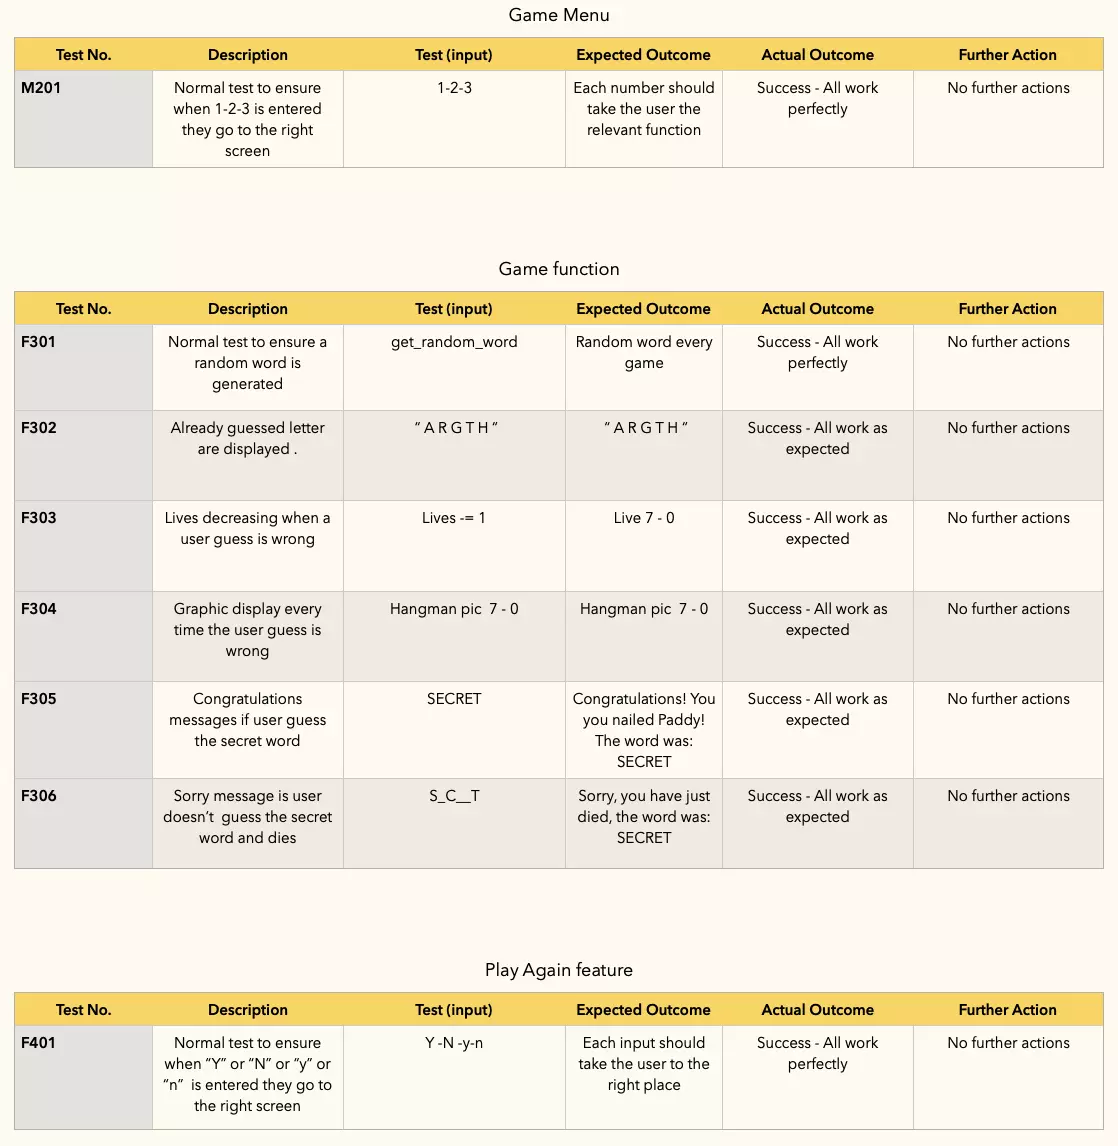 Game Menu
Test No. Description Test (input) Expected Outcome Actual Outcome Further Action
M201 Normal test to ensure 1-2-3 Each number should Success - All work No further actions
when 1-2-3 is entered take the user the perfectly
they go to the right relevant function
screen
Game function
Test No. Description Test (input) Expected Outcome Actual Outcome Further Action
F301 Normal test to ensure a get_random_word Random word every Success - All work No further actions
random word is game perfectly
generated
F302 Already guessed letter “ A R G T H “ “ A R G T H “ Success - All work as No further actions
are displayed . expected
F303 Lives decreasing when a Lives -= 1 Live 7 - 0 Success - All work as No further actions
user guess is wrong expected
F304 Graphic display every Hangman pic 7 - 0 Hangman pic 7 - 0 Success - All work as No further actions
time the user guess is expected
wrong
F305 Congratulations SECRET Congratulations! You Success - All work as No further actions
messages if user guess you nailed Paddy! expected
the secret word The word was:
SECRET
F306 Sorry message is user S_C__T Sorry, you have just Success - All work as No further actions
doesn’t guess the secret died, the word was: expected
word and dies SECRET
Play Again feature
Test No. Description Test (input) Expected Outcome Actual Outcome Further Action
F401 Normal test to ensure Y -N -y-n Each input should Success - All work No further actions
when “Y” or “N” or “y” or take the user to the perfectly
“n” is entered they go to right place
the right screen